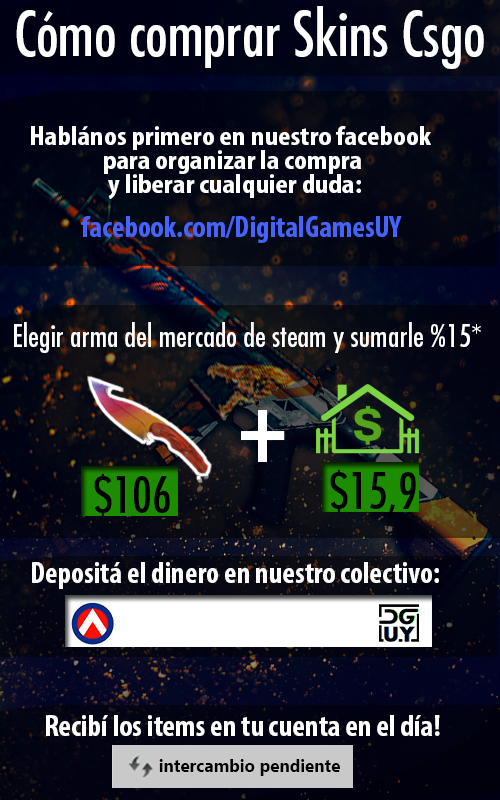 Cómo comprar Skins Csgo
Hablános primero en nuestro facebook
para organizar la compra
y liberar cualquier duda:
facebook.com/DigitalGamesUY
Elegir arma del mercado de steam y sumarle %15*
$
+
$106
$15,9
Depositá el dinero en nuestro colectivo:
DG
U.Y
Recibí los items en tu cuenta en el día!
intercambio pendiente